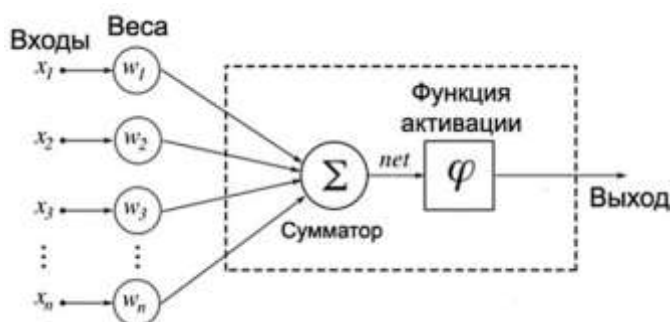 Входы
Веса
x1
w1
x2
w2
x3
w3
xn
wn
Σ
Сумматор
net
Функция
активации
φ
Выход